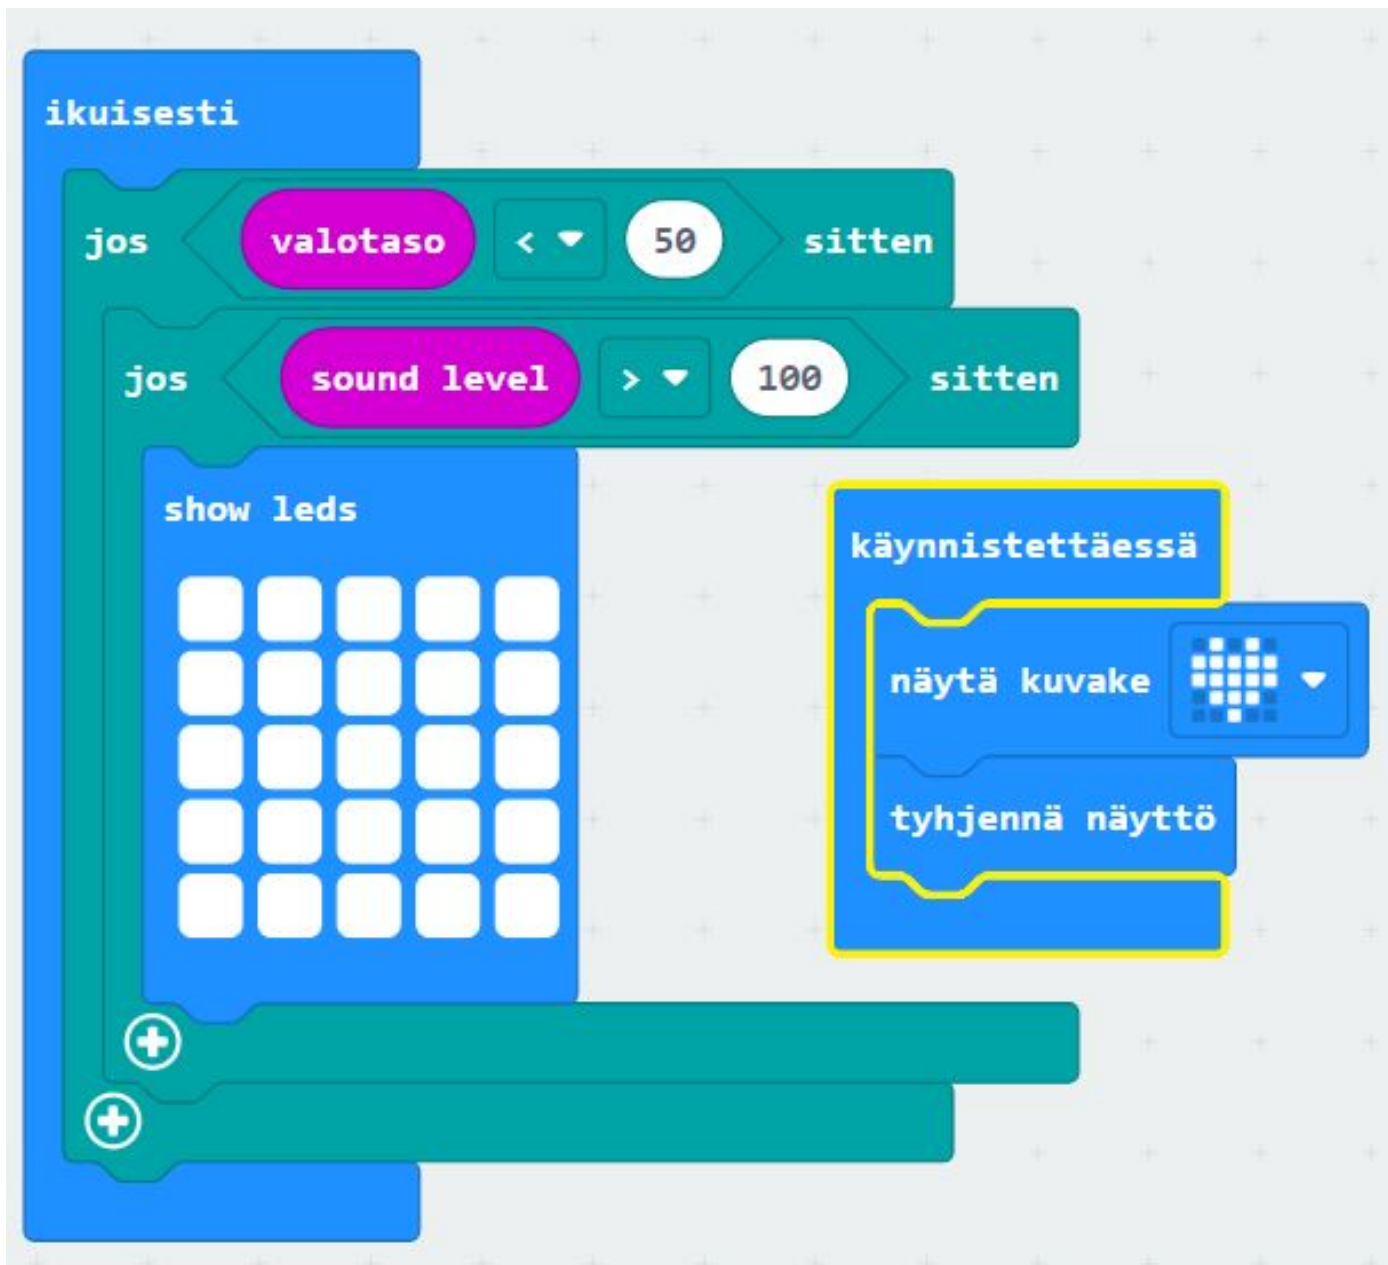 ikuisesti
jos valotaso < 50 sitten
jos sound level > 100 sitten
show leds
käynnistettäessä
näytä kuvake
tyhjennä näyttö